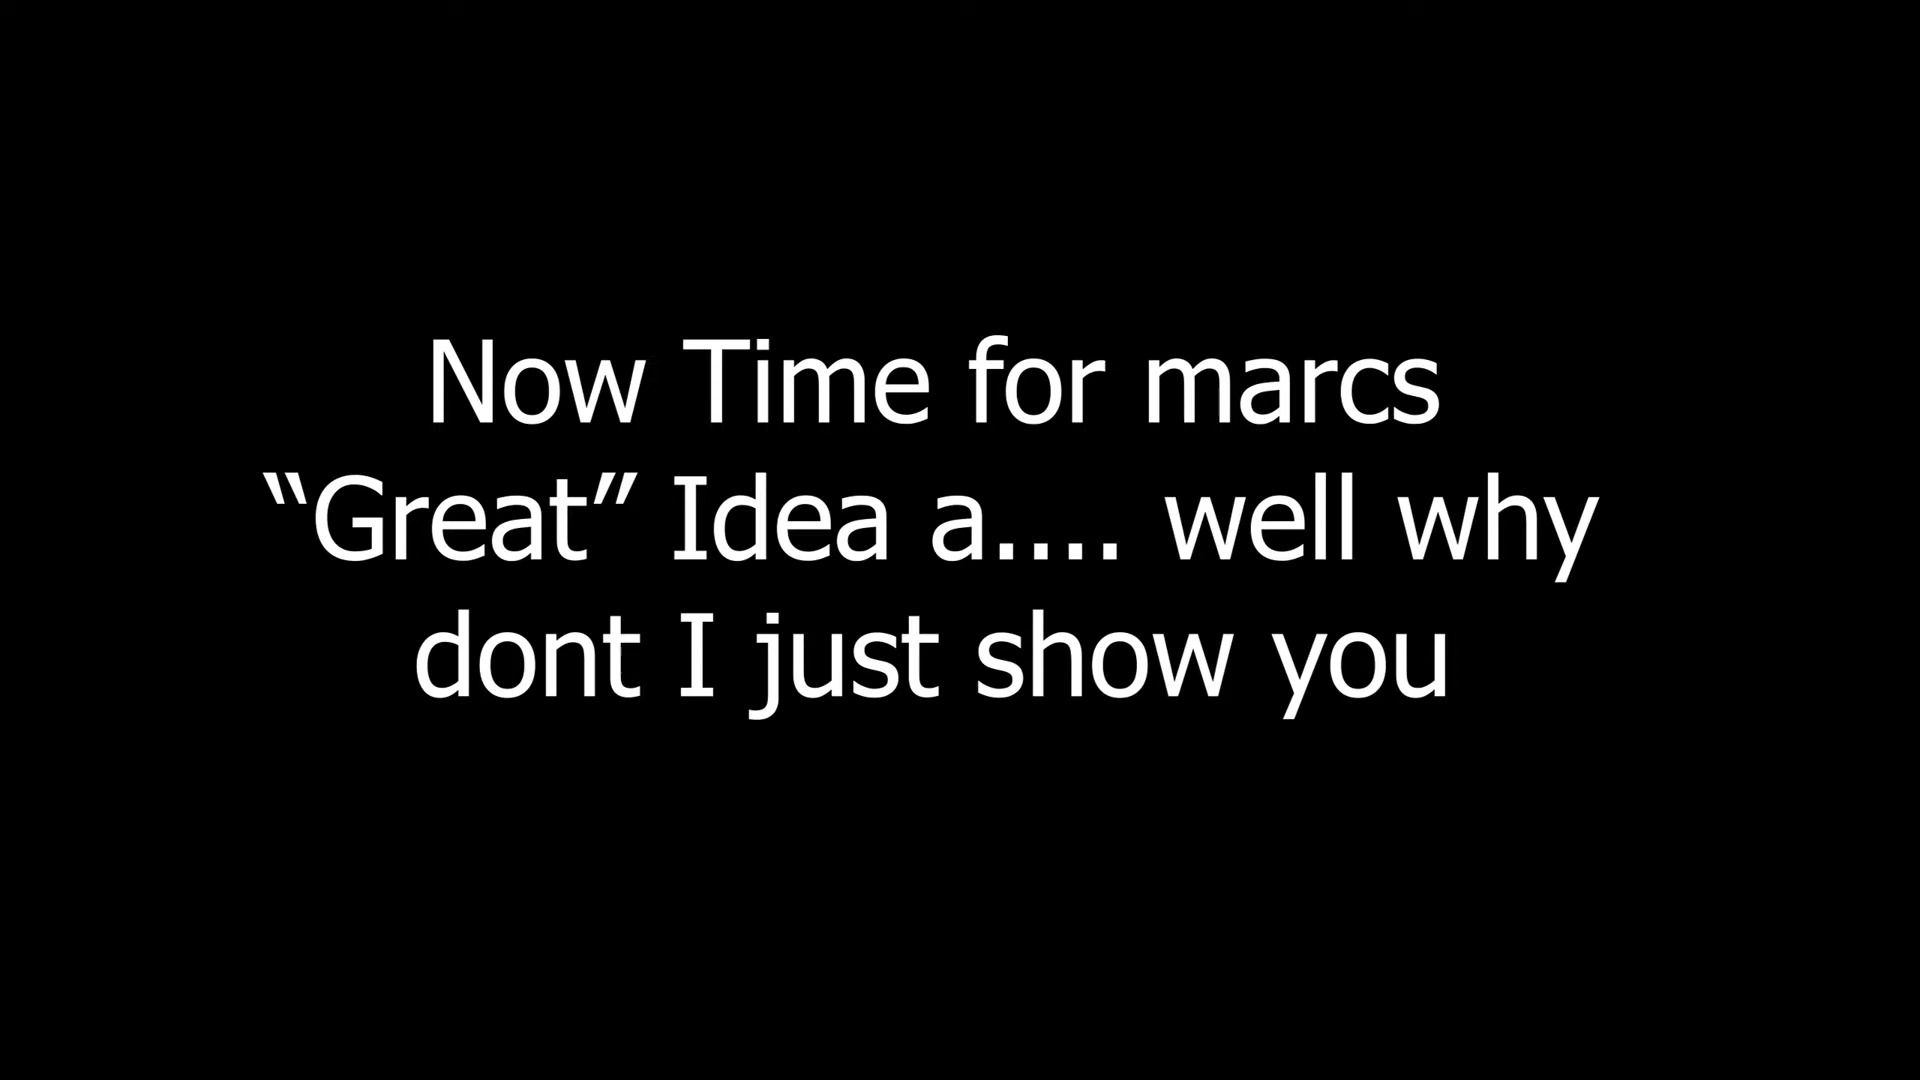 Now Time for marcs
“Great” Idea a.... well why
dont I just show you